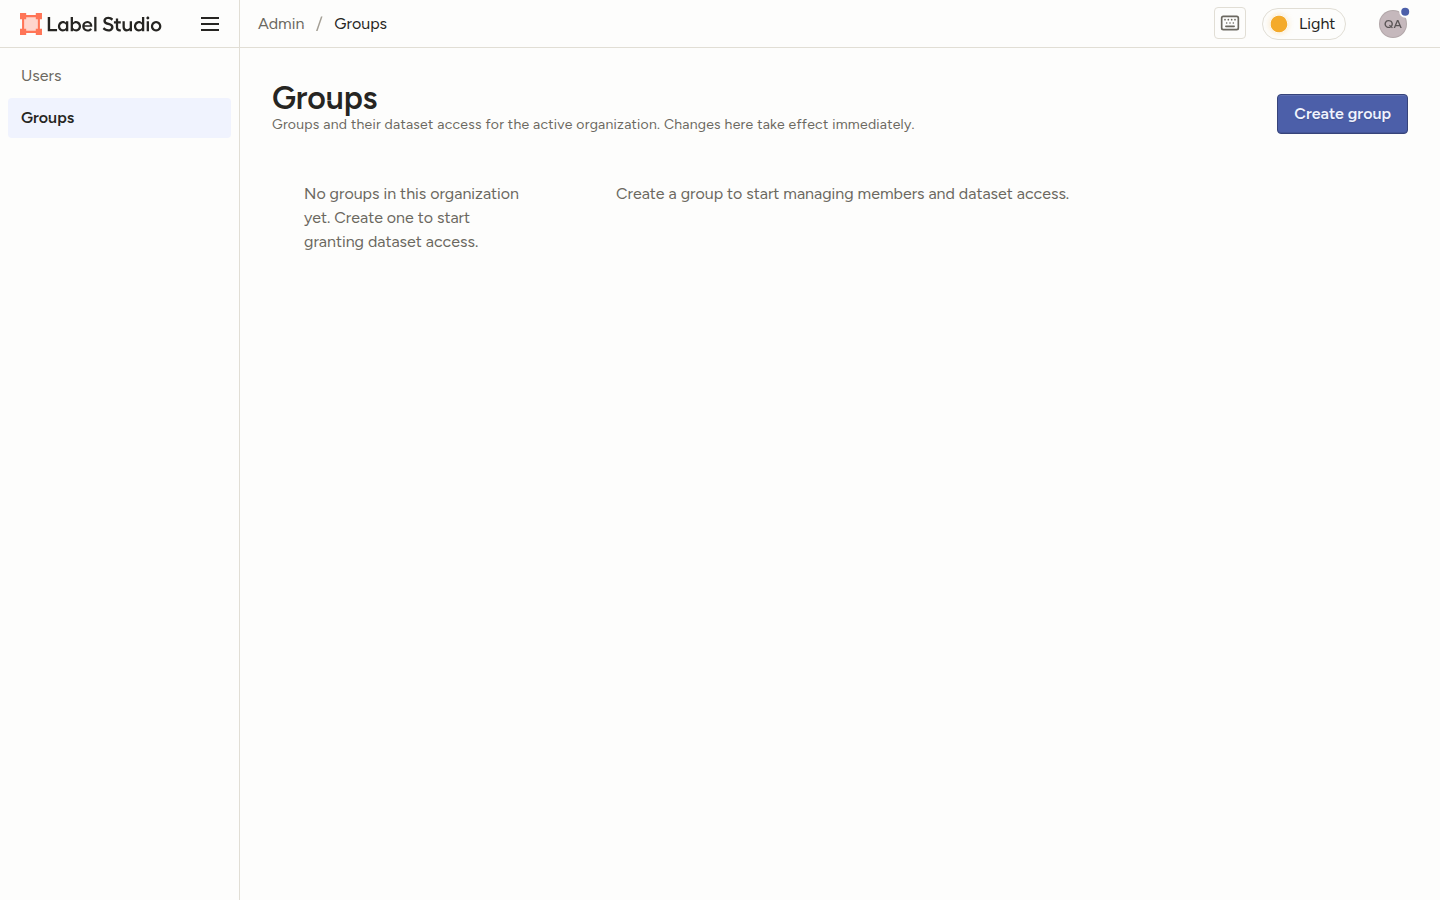 Label Studio
Admin / Groups
Light
QA
Users
Groups
Groups
Groups and their dataset access for the active organization. Changes here take effect immediately.
Create group
No groups in this organization
yet. Create one to start
granting dataset access.
Create a group to start managing members and dataset access.